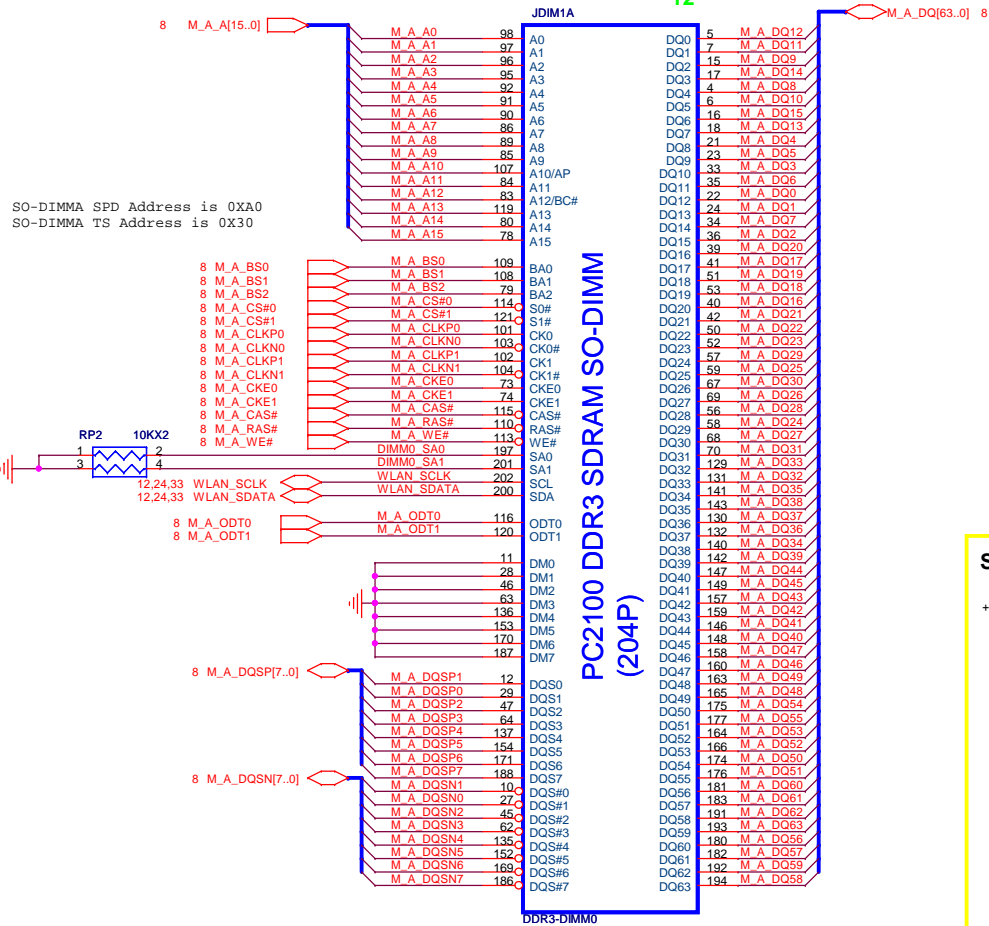 12
JDIM1A
8 M_A_A[15..0]
M_A_DQ[63..0] 8
M_A_A0 98 A0
M_A_A1 97 A1
M_A_A2 96 A2
M_A_A3 95 A3
M_A_A4 92 A4
M_A_A5 91 A5
M_A_A6 90 A6
M_A_A7 86 A7
M_A_A8 89 A8
M_A_A9 85 A9
M_A_A10 107 A10/AP
M_A_A11 84 A11
M_A_A12 83 A12/BC#
M_A_A13 119 A13
M_A_A14 80 A14
M_A_A15 78 A15
SO-DIMMA SPD Address is 0XA0
SO-DIMMA TS Address is 0X30
8 M_A_BS0 M_A_BS0 109 BA0
8 M_A_BS1 M_A_BS1 108 BA1
8 M_A_BS2 M_A_BS2 79 BA2
8 M_A_CS#0 M_A_CS#0 114 S0#
8 M_A_CS#1 M_A_CS#1 121 S1#
8 M_A_CLKP0 M_A_CLKP0 101 CK0
8 M_A_CLKN0 M_A_CLKN0 103 CK0#
8 M_A_CLKP1 M_A_CLKP1 102 CK1
8 M_A_CLKN1 M_A_CLKN1 104 CK1#
8 M_A_CKE0 M_A_CKE0 73 CKE0
8 M_A_CKE1 M_A_CKE1 74 CKE1
8 M_A_CAS# M_A_CAS# 115 CAS#
8 M_A_RAS# M_A_RAS# 110 RAS#
8 M_A_WE# M_A_WE# 113 WE#
RP2 10KX2
1 2 DIMM0_SA0 197 SA0
3 4 DIMM0_SA1 201 SA1
12,24,33 WLAN_SCLK WLAN_SCLK 202 SCL
12,24,33 WLAN_SDATA WLAN_SDATA 200 SDA
8 M_A_ODT0 M_A_ODT0 116 ODT0
8 M_A_ODT1 M_A_ODT1 120 ODT1
11 DM0
28 DM1
46 DM2
63 DM3
136 DM4
153 DM5
170 DM6
187 DM7
8 M_A_DQSP[7..0]
M_A_DQSP1 12 DQS0
M_A_DQSP0 29 DQS1
M_A_DQSP2 47 DQS2
M_A_DQSP3 64 DQS3
M_A_DQSP4 137 DQS4
M_A_DQSP5 154 DQS5
M_A_DQSP6 171 DQS6
M_A_DQSP7 188 DQS7
8 M_A_DQSN[7..0]
M_A_DQSN1 10 DQS#0
M_A_DQSN0 27 DQS#1
M_A_DQSN2 45 DQS#2
M_A_DQSN3 62 DQS#3
M_A_DQSN4 135 DQS#4
M_A_DQSN5 152 DQS#5
M_A_DQSN6 169 DQS#6
M_A_DQSN7 186 DQS#7
PC2100 DDR3 SDRAM SO-DIMM
(204P)
DQ0 5 M_A_DQ12
DQ1 7 M_A_DQ11
DQ2 15 M_A_DQ9
DQ3 17 M_A_DQ14
DQ4 4 M_A_DQ8
DQ5 6 M_A_DQ10
DQ6 16 M_A_DQ15
DQ7 18 M_A_DQ13
DQ8 21 M_A_DQ4
DQ9 23 M_A_DQ5
DQ10 33 M_A_DQ3
DQ11 35 M_A_DQ6
DQ12 22 M_A_DQ0
DQ13 24 M_A_DQ1
DQ14 34 M_A_DQ7
DQ15 36 M_A_DQ2
DQ16 39 M_A_DQ20
DQ17 41 M_A_DQ17
DQ18 51 M_A_DQ19
DQ19 53 M_A_DQ18
DQ20 40 M_A_DQ16
DQ21 42 M_A_DQ21
DQ22 50 M_A_DQ22
DQ23 52 M_A_DQ23
DQ24 57 M_A_DQ29
DQ25 59 M_A_DQ25
DQ26 67 M_A_DQ30
DQ27 69 M_A_DQ26
DQ28 56 M_A_DQ28
DQ29 58 M_A_DQ24
DQ30 68 M_A_DQ27
DQ31 70 M_A_DQ31
DQ32 129 M_A_DQ33
DQ33 131 M_A_DQ32
DQ34 141 M_A_DQ35
DQ35 143 M_A_DQ38
DQ36 130 M_A_DQ37
DQ37 132 M_A_DQ36
DQ38 140 M_A_DQ34
DQ39 142 M_A_DQ39
DQ40 147 M_A_DQ44
DQ41 149 M_A_DQ45
DQ42 157 M_A_DQ43
DQ43 159 M_A_DQ42
DQ44 146 M_A_DQ41
DQ45 148 M_A_DQ40
DQ46 158 M_A_DQ47
DQ47 160 M_A_DQ46
DQ48 163 M_A_DQ49
DQ49 165 M_A_DQ48
DQ50 175 M_A_DQ54
DQ51 177 M_A_DQ55
DQ52 164 M_A_DQ53
DQ53 166 M_A_DQ52
DQ54 174 M_A_DQ50
DQ55 176 M_A_DQ51
DQ56 181 M_A_DQ60
DQ57 183 M_A_DQ61
DQ58 191 M_A_DQ62
DQ59 193 M_A_DQ63
DQ60 180 M_A_DQ56
DQ61 182 M_A_DQ57
DQ62 192 M_A_DQ59
DQ63 194 M_A_DQ58
DDR3-DIMM0
S
+